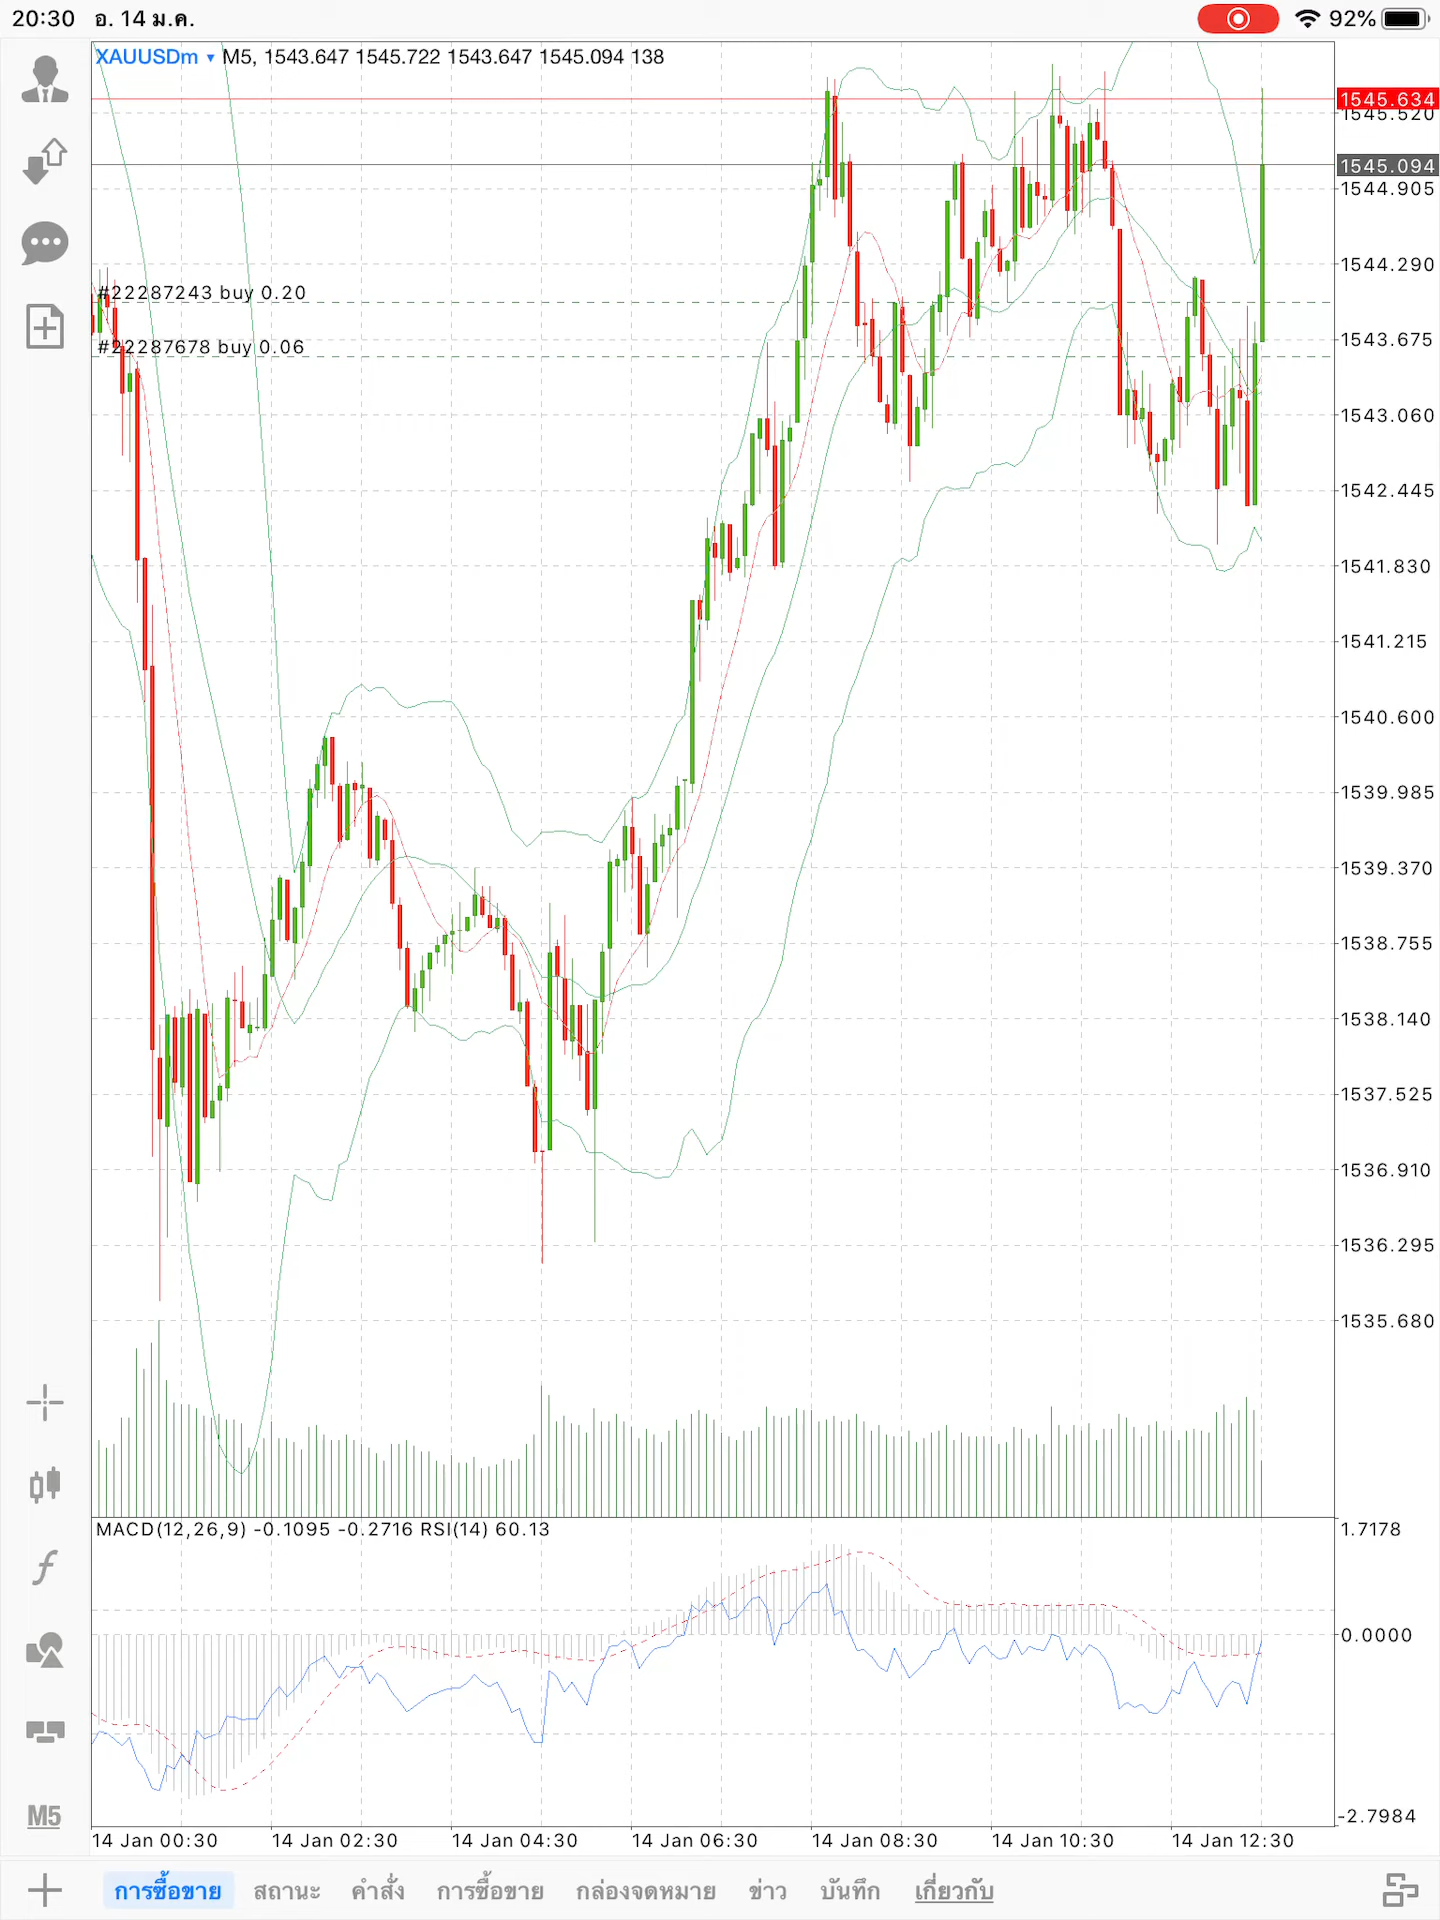 20:30 อ. 14 ม.ค. 92%
XAUUSDm ▾ M5, 1543.647 1545.722 1543.647 1545.094 138
1545.634
1545.520
1545.094
1544.905
1544.290
#22287243 buy 0.20
1543.675
#22287678 buy 0.06
1543.060
1542.445
1541.830
1541.215
1540.600
1539.985
1539.370
1538.755
1538.140
1537.525
1536.910
1536.295
1535.680
MACD(12,26,9) -0.1095 -0.2716 RSI(14) 60.13
1.7178
0.0000
-2.7984
M5
14 Jan 00:30 14 Jan 02:30 14 Jan 04:30 14 Jan 06:30 14 Jan 08:30 14 Jan 10:30 14 Jan 12:30
การซื้อขาย สถานะ คำสั่ง การซื้อขาย กล่องจดหมาย ข่าว บันทึก เกี่ยวกับ